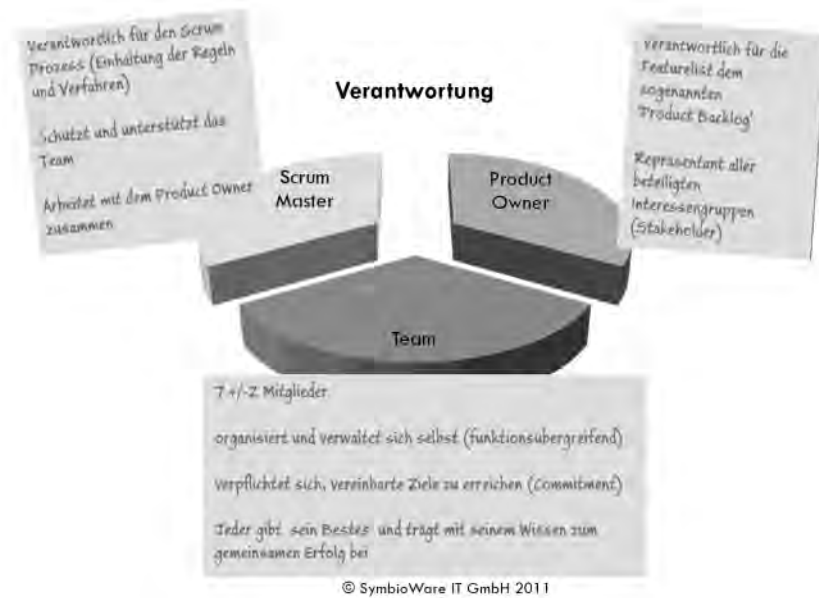 Verantwortlich für den Scrum
Prozess (Einhaltung der Regeln
und Verfahren)
Schützt und unterstützt das
Team
Arbeitet mit dem Product Owner
zusammen
Verantwortung
Verantwortlich für die
Featurelist dem
sogenannten
'Product Backlog'
Repräsentant aller
beteiligten
Interessengruppen
(Stakeholder)
Scrum
Master
Product
Owner
Team
7 +/-2 Mitglieder
organisiert und verwaltet sich selbst (funktionsübergreifend)
verpflichtet sich, vereinbarte Ziele zu erreichen (Commitment)
Jeder gibt sein Bestes und trägt mit seinem Wissen zum
gemeinsamen Erfolg bei
© SymbioWare IT GmbH 2011